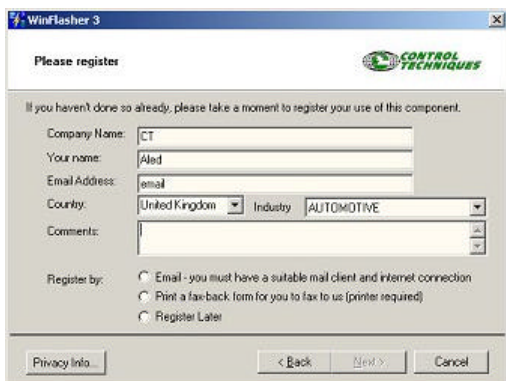 WinFlasher 3
Please register
CONTROL
TECHNIQUES
If you haven't done so already, please take a moment to register your use of this component.
Company Name: CT
Your name: Aled
Email Address: email
Country: United Kingdom Industry AUTOMOTIVE
Comments:
Register by: Email - you must have a suitable mail client and internet connection
Print a fax-back form for you to fax to us (printer required)
Register Later
Privacy Info... < Back Next > Cancel